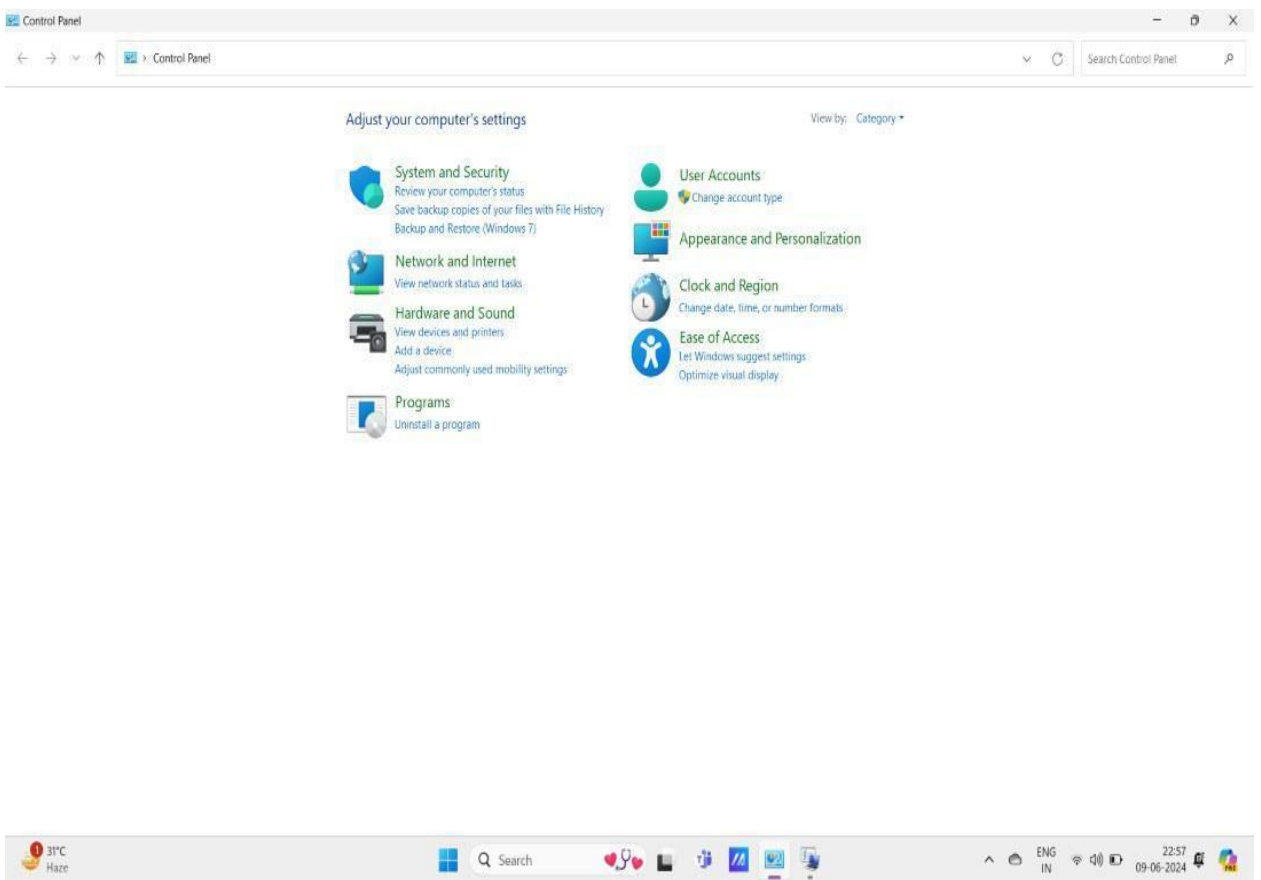 Control Panel
Control Panel
Search Control Panel
Adjust your computer's settings
View by: Category
System and Security
Review your computer's status
Save backup copies of your files with File History
Backup and Restore (Windows 7)
Network and Internet
View network status and tasks
Hardware and Sound
View devices and printers
Add a device
Adjust commonly used mobility settings
Programs
Uninstall a program
User Accounts
Change account type
Appearance and Personalization
Clock and Region
Change date, time, or number formats
Ease of Access
Let Windows suggest settings
Optimize visual display
1
31°C
Haze
Search
ENG
IN
22:57
09-06-2024
PRE